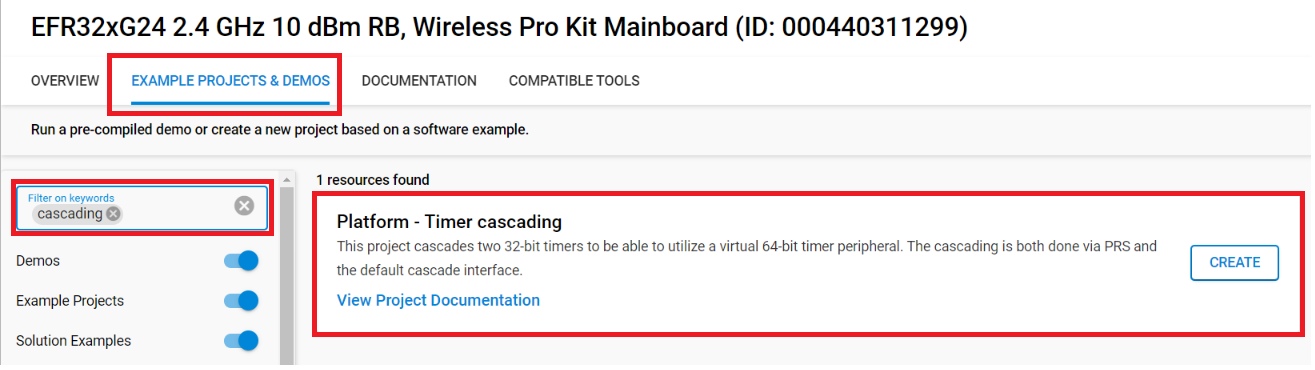 EFR32xG24 2.4 GHz 10 dBm RB, Wireless Pro Kit Mainboard (ID: 000440311299)
OVERVIEW EXAMPLE PROJECTS & DEMOS DOCUMENTATION COMPATIBLE TOOLS
Run a pre-compiled demo or create a new project based on a software example.
Filter on keywords
cascading
Demos
Example Projects
Solution Examples
1 resources found
Platform - Timer cascading
This project cascades two 32-bit timers to be able to utilize a virtual 64-bit timer peripheral. The cascading is both done via PRS and
the default cascade interface.
View Project Documentation
CREATE